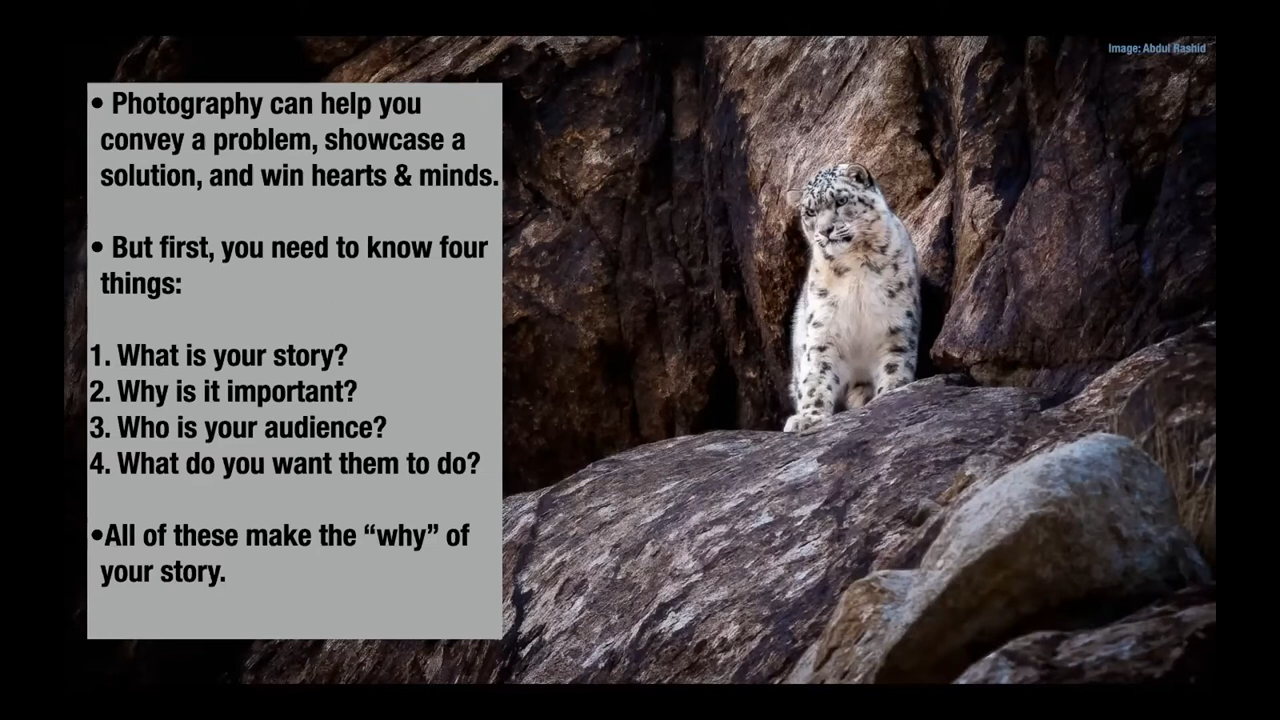 Image: Abdul Rashid
• Photography can help you
convey a problem, showcase a
solution, and win hearts & minds.
• But first, you need to know four
things:
1. What is your story?
2. Why is it important?
3. Who is your audience?
4. What do you want them to do?
•All of these make the “why” of
your story.